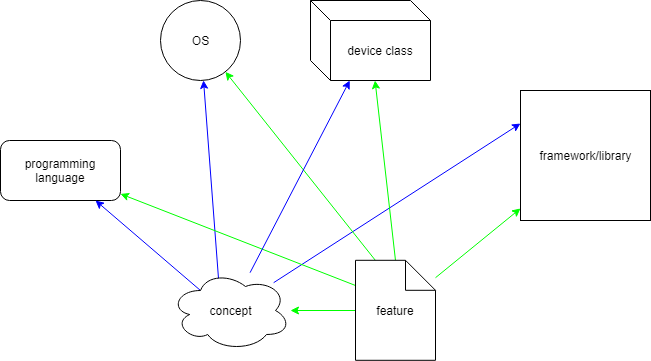 OS
device class
framework/library
programming
language
concept
feature